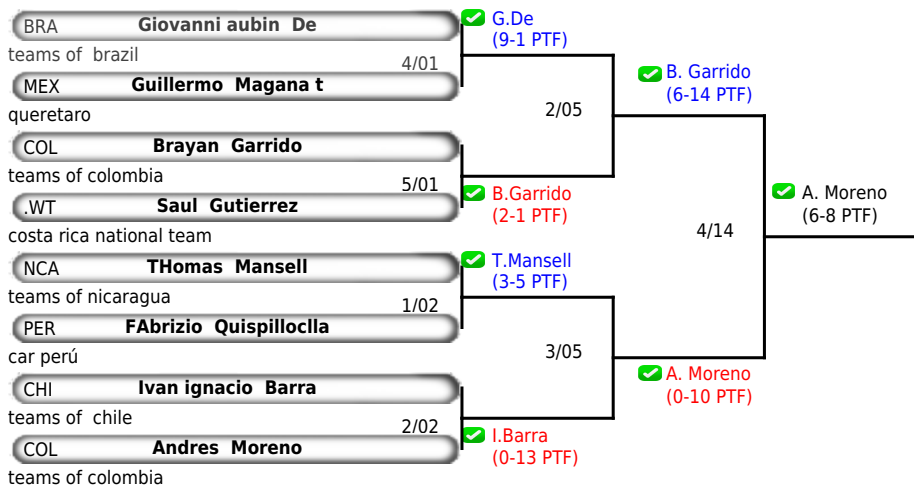 BRA Giovanni aubin De
teams of brazil
4/01
MEX Guillermo Magana t
queretaro
COL Brayan Garrido
teams of colombia
5/01
.WT Saul Gutierrez
costa rica national team
NCA THomas Mansell
teams of nicaragua
1/02
PER FAbrizio Quispilloclla
car perú
CHI Ivan ignacio Barra
teams of chile
2/02
COL Andres Moreno
teams of colombia
G.De
(9-1 PTF)
2/05
B.Garrido
(2-1 PTF)
T.Mansell
(3-5 PTF)
3/05
I.Barra
(0-13 PTF)
B. Garrido
(6-14 PTF)
4/14
A. Moreno
(0-10 PTF)
A. Moreno
(6-8 PTF)